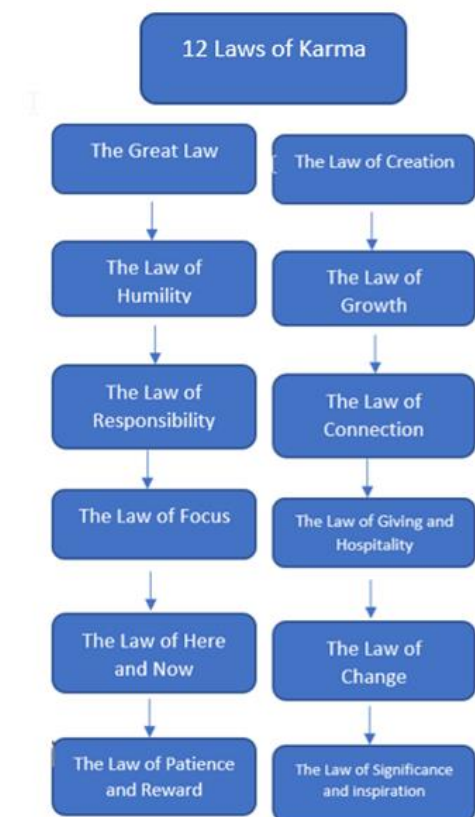 12 Laws of Karma
The Great Law
The Law of Creation
The Law of
Humility
The Law of
Growth
The Law of
Responsibility
The Law of
Connection
The Law of Focus
The Law of Giving and
Hospitality
The Law of Here
and Now
The Law of
Change
The Law of Patience
and Reward
The Law of Significance
and inspiration